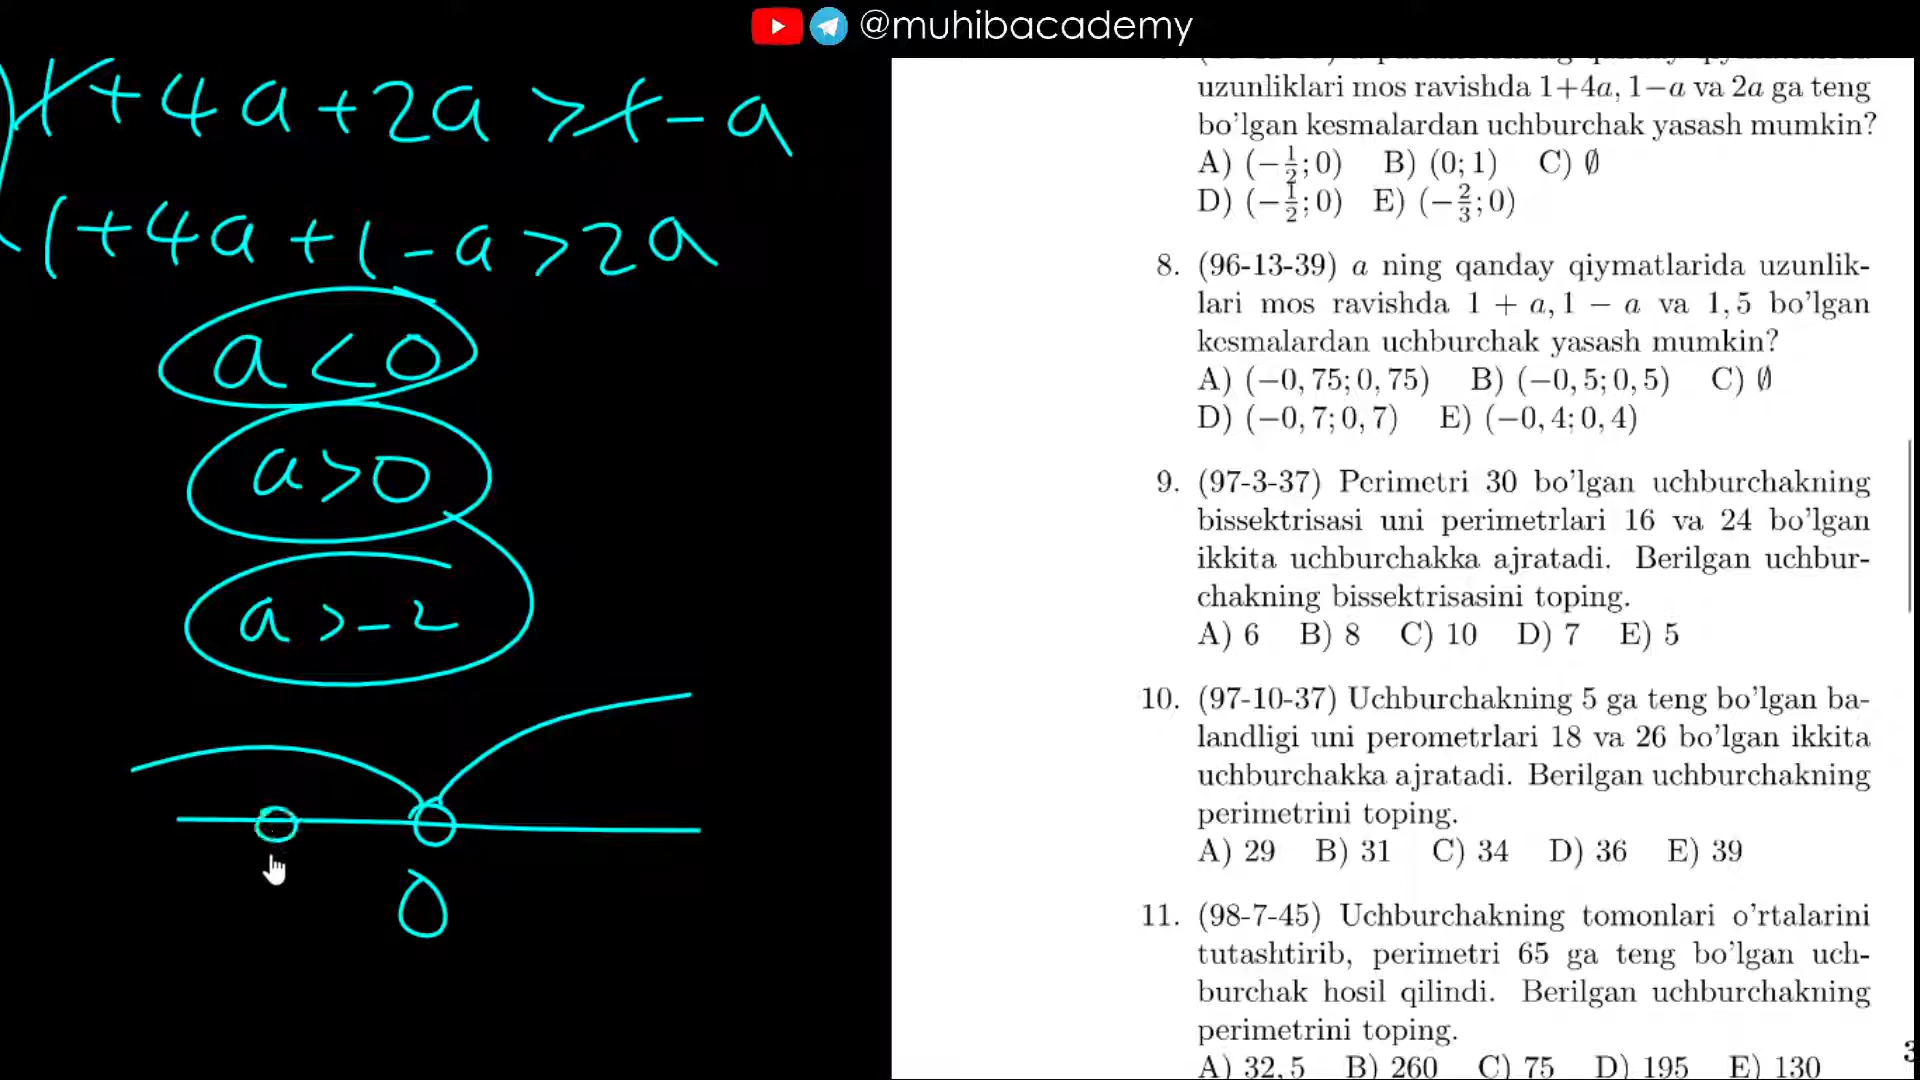 @muhibacademy
1+4a+2a>1-a
1+4a+1-a>2a
a<0
a>0
a>-2
0
uzunliklari mos ravishda 1+4a, 1−a va 2a ga teng
bo'lgan kesmalardan uchburchak yasash mumkin?
A) (−1/2; 0) B) (0; 1) C) ∅
D) (−1/2; 0) E) (−2/3; 0)
8. (96-13-39) a ning qanday qiymatlarida uzunlik-
lari mos ravishda 1 + a, 1 − a va 1, 5 bo'lgan
kesmalardan uchburchak yasash mumkin?
A) (−0, 75; 0, 75) B) (−0, 5; 0, 5) C) ∅
D) (−0, 7; 0, 7) E) (−0, 4; 0, 4)
9. (97-3-37) Perimetri 30 bo'lgan uchburchakning
bissektrisasi uni perimetrlari 16 va 24 bo'lgan
ikkita uchburchakka ajratadi. Berilgan uchbur-
chakning bissektrisasini toping.
A) 6 B) 8 C) 10 D) 7 E) 5
10. (97-10-37) Uchburchakning 5 ga teng bo'lgan ba-
landligi uni perometrlari 18 va 26 bo'lgan ikkita
uchburchakka ajratadi. Berilgan uchburchakning
perimetrini toping.
A) 29 B) 31 C) 34 D) 36 E) 39
11. (98-7-45) Uchburchakning tomonlari o'rtalarini
tutashtirib, perimetri 65 ga teng bo'lgan uch-
burchak hosil qilindi. Berilgan uchburchakning
perimetrini toping.
A) 32, 5 B) 260 C) 75 D) 195 E) 130